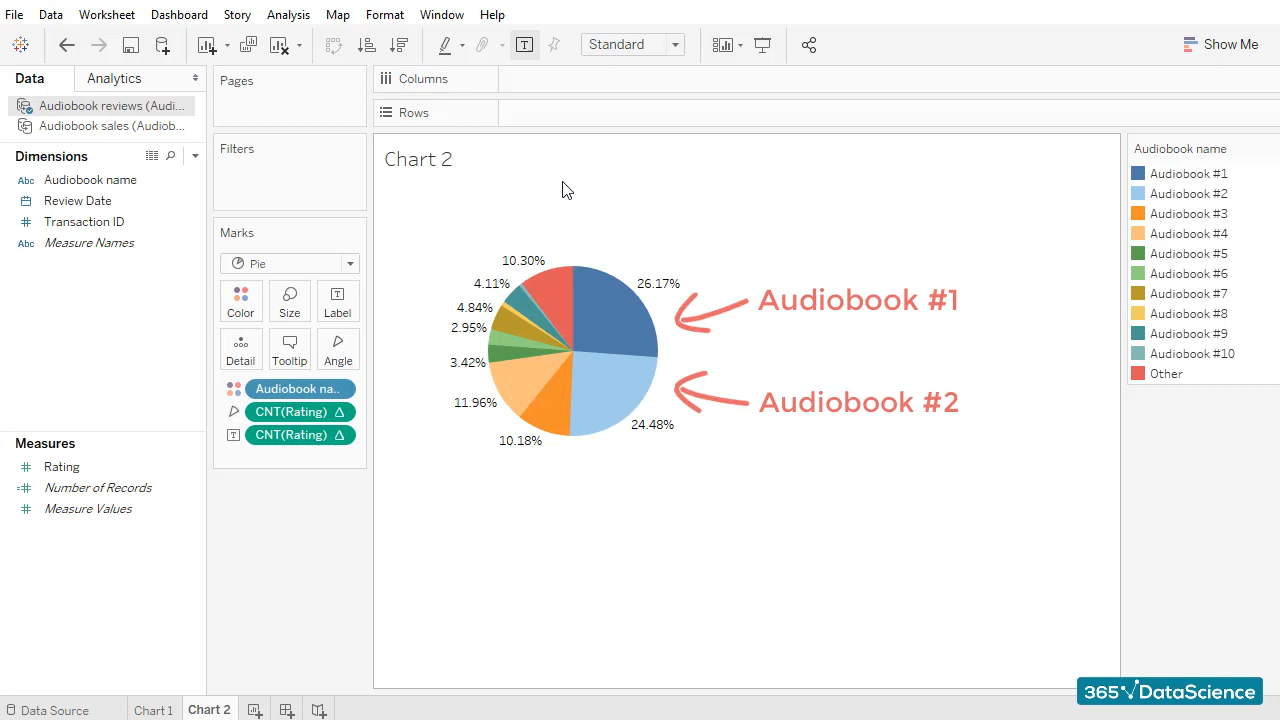 File Data Worksheet Dashboard Story Analysis Map Format Window Help
Standard
Show Me
Data Analytics
Audiobook reviews (Audi...
Audiobook sales (Audiob...
Dimensions
Abc Audiobook name
Review Date
Transaction ID
Abc Measure Names
Measures
Rating
Number of Records
Measure Values
Pages
Filters
Marks
Pie
Color Size Label
Detail Tooltip Angle
Audiobook na..
CNT(Rating) Δ
CNT(Rating) Δ
Columns
Rows
Chart 2
10.30%
4.11%
26.17%
4.84%
2.95%
3.42%
11.96%
24.48%
10.18%
Audiobook #1
Audiobook #2
Audiobook name
Audiobook #1
Audiobook #2
Audiobook #3
Audiobook #4
Audiobook #5
Audiobook #6
Audiobook #7
Audiobook #8
Audiobook #9
Audiobook #10
Other
365 DataScience
Data Source Chart 1 Chart 2